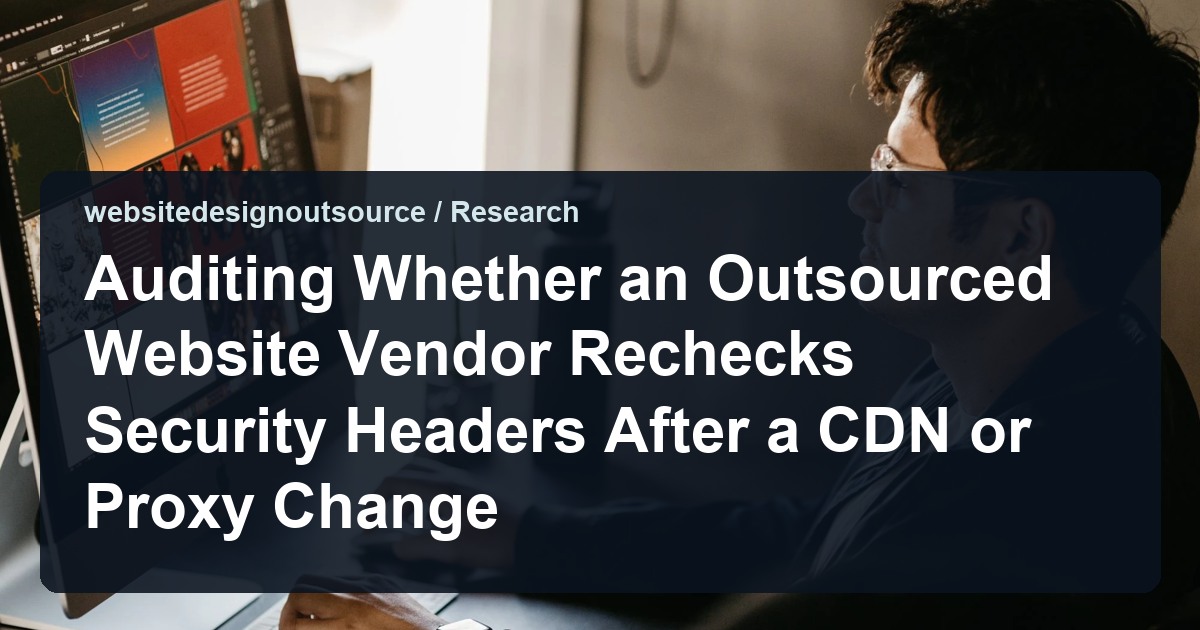 websitedesignoutsource / Research
Auditing Whether an Outsourced
Website Vendor Rechecks
Security Headers After a CDN or
Proxy Change